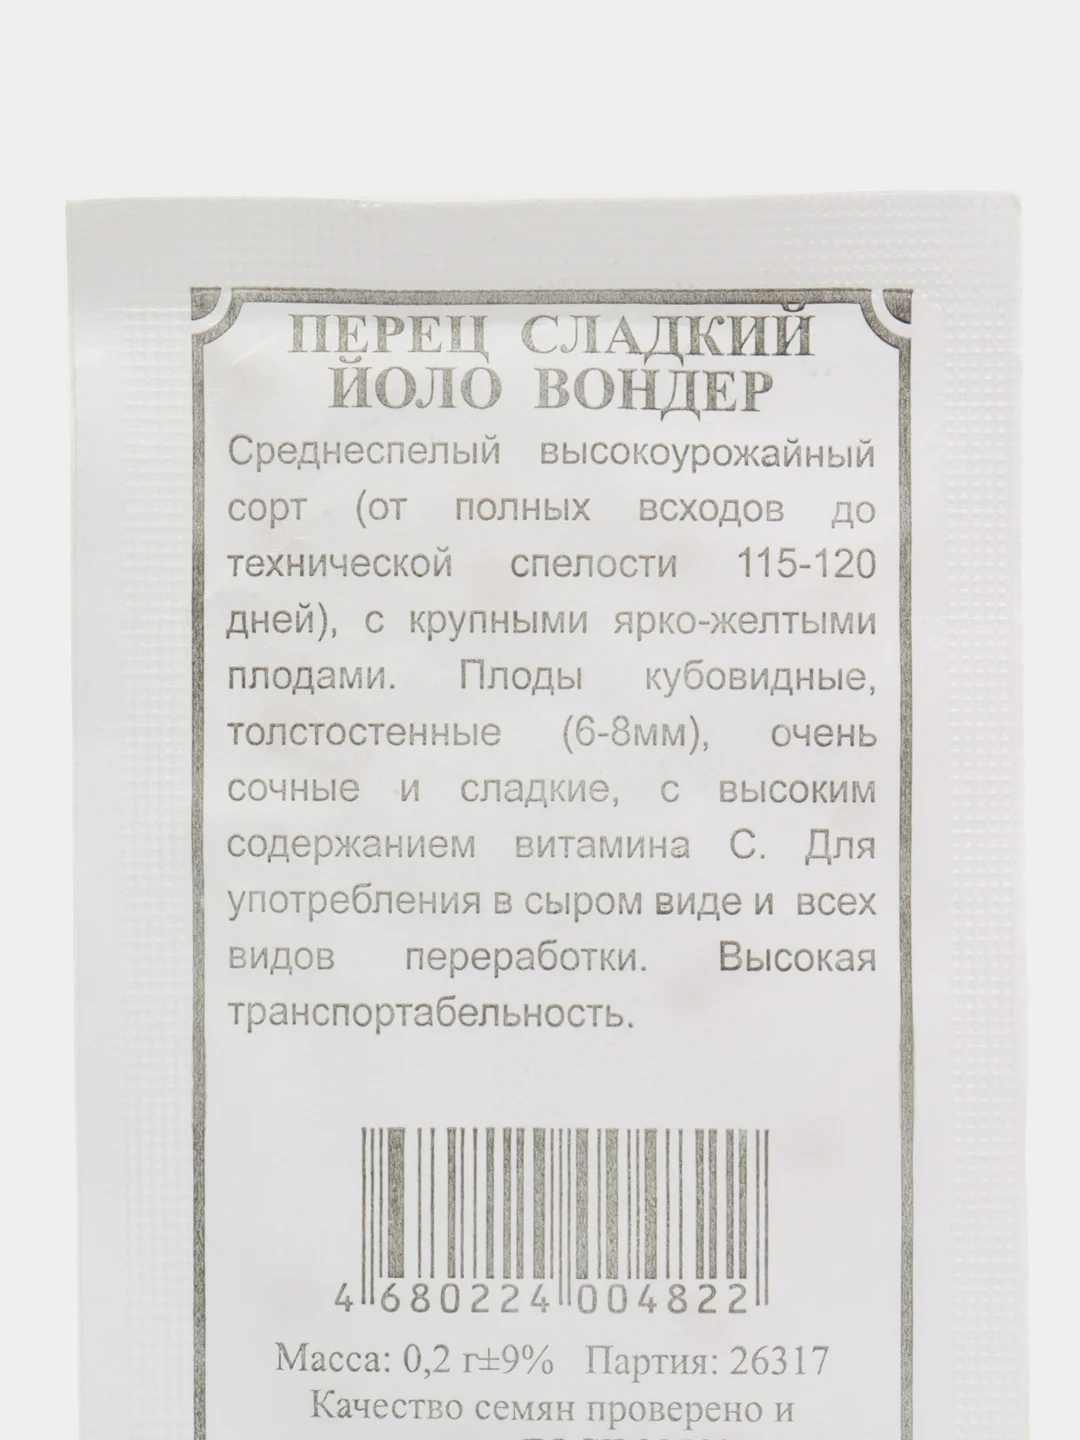 ПЕРЕЦ СЛАДКИЙ
ЙОЛО ВОНДЕР
Среднеспелый высокоурожайный
сорт (от полных всходов до
технической спелости 115-120
дней), с крупными ярко-желтыми
плодами. Плоды кубовидные,
толстостенные (6-8мм), очень
сочные и сладкие, с высоким
содержанием витамина С. Для
употребления в сыром виде и всех
видов переработки. Высокая
транспортабельность.
4 680224 004822
Масса: 0,2 г±9% Партия: 26317
Качество семян проверено и